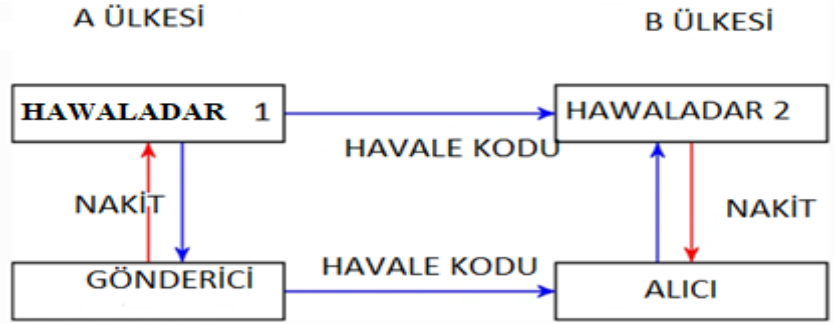 A ÜLKESİ
B ÜLKESİ
HAWALADAR 1
HAWALADAR 2
HAVALE KODU
NAKİT
NAKİT
GÖNDERİCİ
HAVALE KODU
ALICI